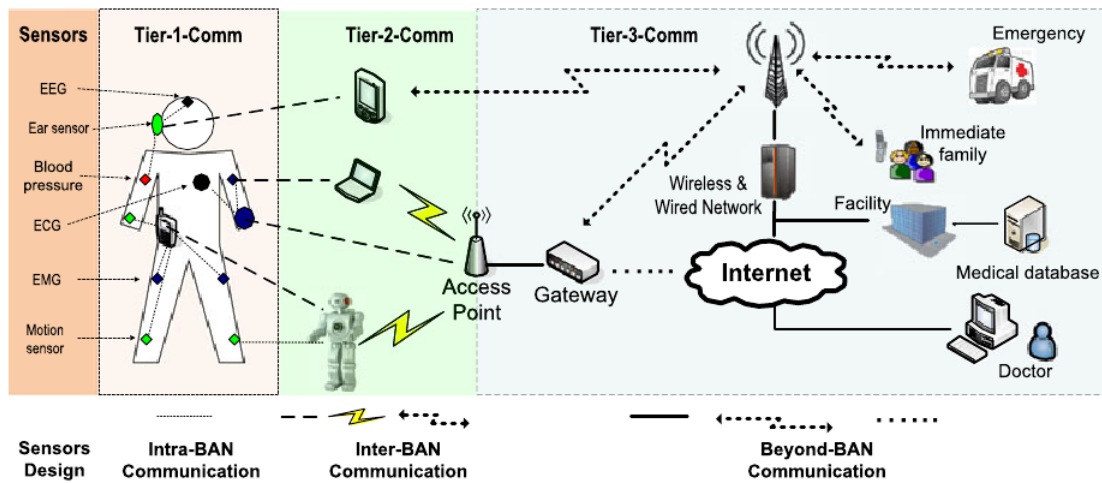 Sensors
Tier-1-Comm
Tier-2-Comm
Tier-3-Comm
Emergency
EEG
Ear sensor
Blood
pressure
ECG
EMG
Motion
sensor
Immediate
family
Wireless &
Wired Network
Facility
Internet
Medical database
Access
Point
Gateway
Doctor
Sensors
Design
Intra-BAN
Communication
Inter-BAN
Communication
Beyond-BAN
Communication